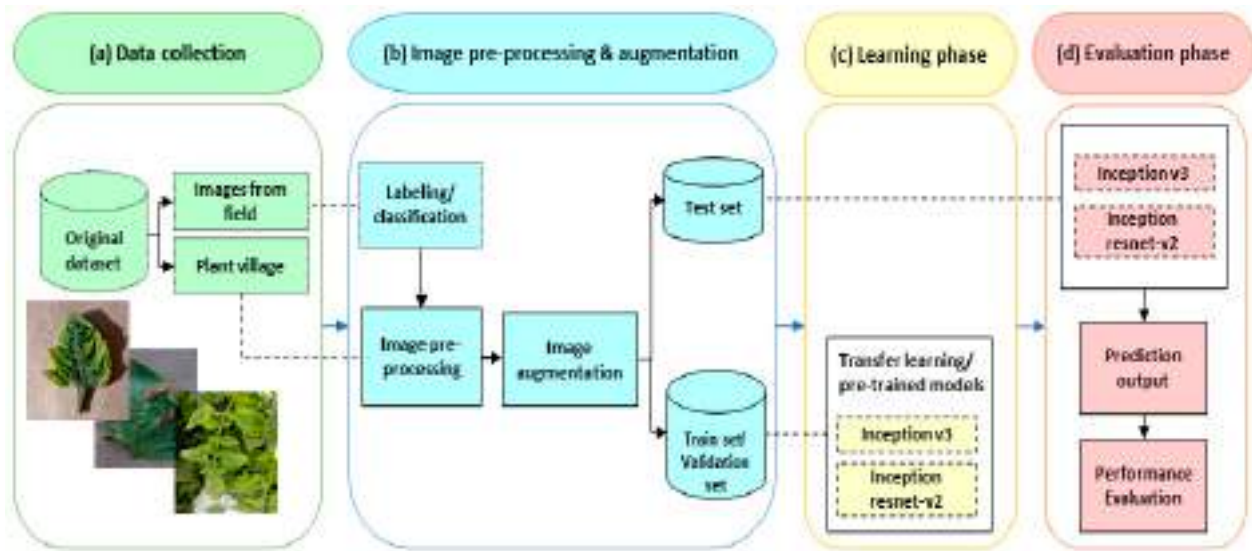 (a) Data collection
(b) Image pre-processing & augmentation
(c) Learning phase
(d) Evaluation phase
Original
dataset
Images from
field
Plant village
Labeling/
classification
Image pre-
processing
Image
augmentation
Test set
Train set/
Validation
set
Transfer learning/
pre-trained models
Inception v3
Inception
resnet-v2
Inception v3
Inception
resnet-v2
Prediction
output
Performance
Evaluation